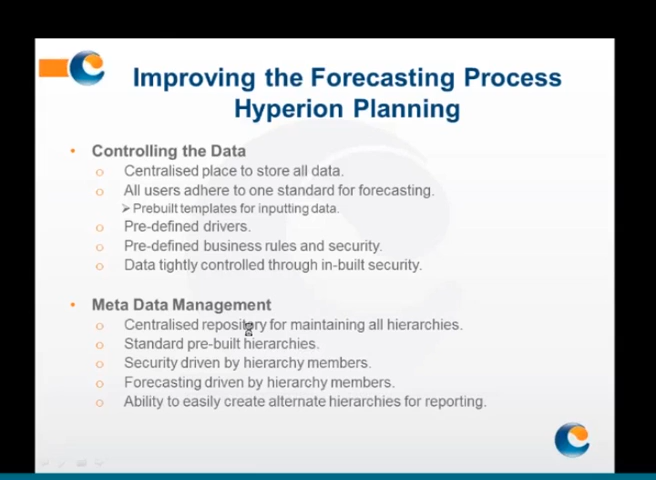 Improving the Forecasting Process
Hyperion Planning
• Controlling the Data
o Centralised place to store all data.
o All users adhere to one standard for forecasting.
➤ Prebuilt templates for inputting data.
o Pre-defined drivers.
o Pre-defined business rules and security.
o Data tightly controlled through in-built security.
• Meta Data Management
o Centralised repository for maintaining all hierarchies.
o Standard pre-built hierarchies.
o Security driven by hierarchy members.
o Forecasting driven by hierarchy members.
o Ability to easily create alternate hierarchies for reporting.